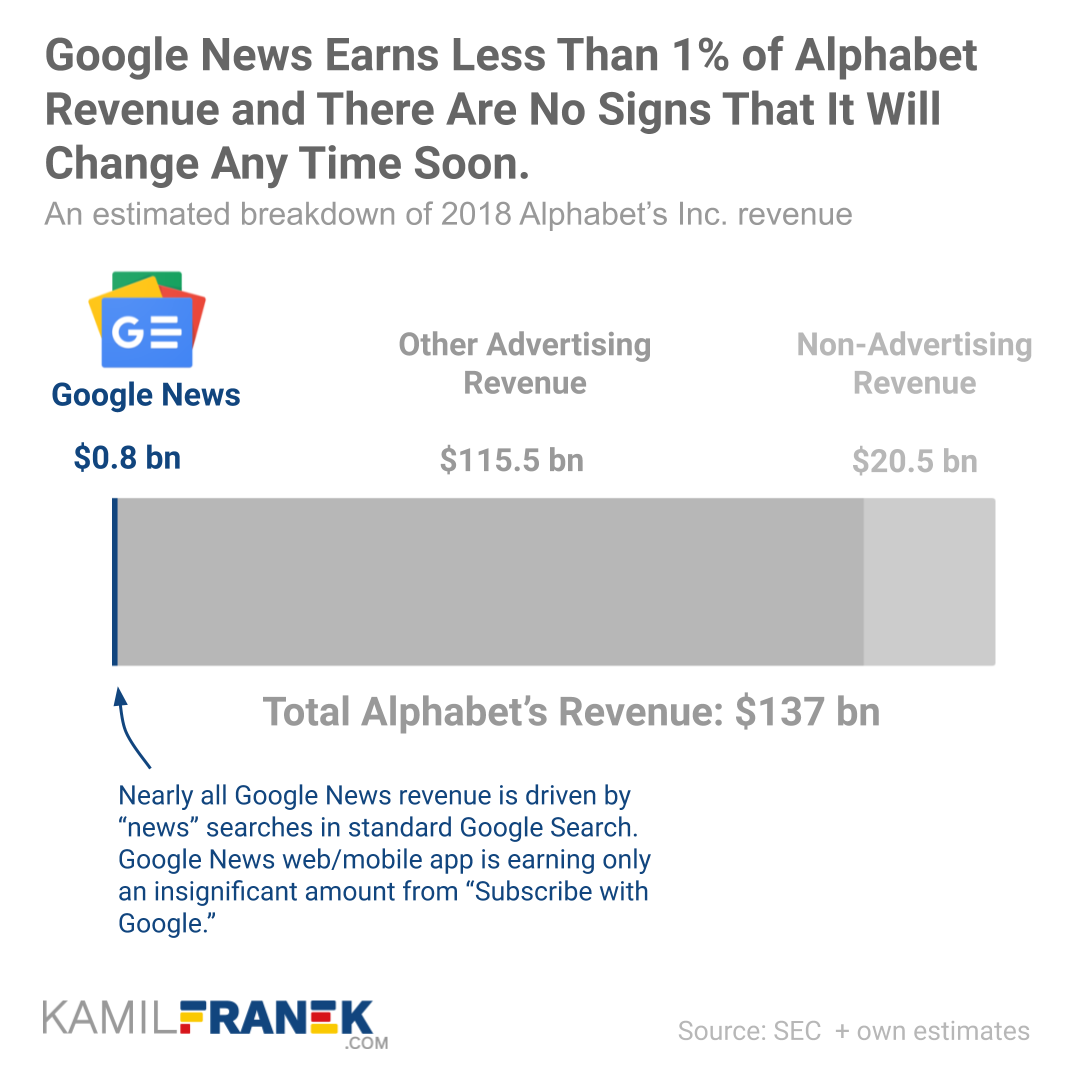 Google News Earns Less Than 1% of Alphabet
Revenue and There Are No Signs That It Will
Change Any Time Soon.
An estimated breakdown of 2018 Alphabet’s Inc. revenue
G
Google News
$0.8 bn
Other Advertising
Revenue
$115.5 bn
Non-Advertising
Revenue
$20.5 bn
Total Alphabet’s Revenue: $137 bn
Nearly all Google News revenue is driven by
“news” searches in standard Google Search.
Google News web/mobile app is earning only
an insignificant amount from “Subscribe with
Google.”
KAMILFRANEK
.COM
Source: SEC + own estimates